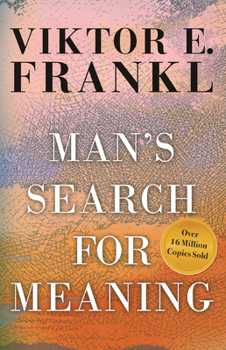 VIKTOR E.
FRANKL
MAN'S
SEARCH
FOR
MEANING
Over
16 Million
Copies Sold